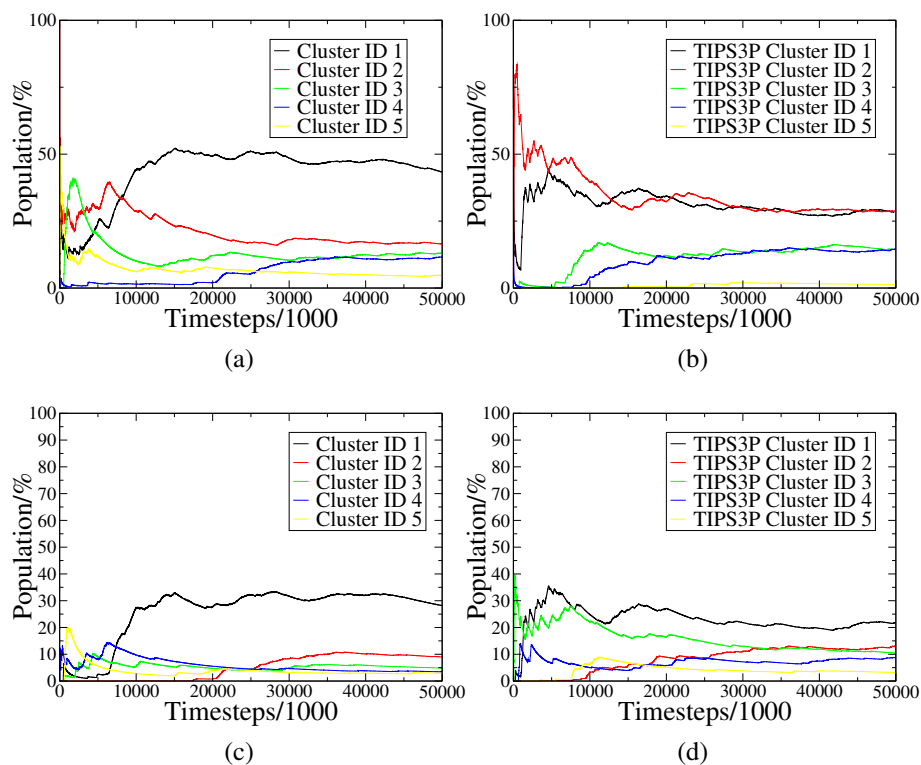 100
50
0
Population/%
0 10000 20000 30000 40000 50000
Timesteps/1000
Cluster ID 1
Cluster ID 2
Cluster ID 3
Cluster ID 4
Cluster ID 5
(a)
100
50
0
Population/%
0 10000 20000 30000 40000 50000
Timesteps/1000
TIPS3P Cluster ID 1
TIPS3P Cluster ID 2
TIPS3P Cluster ID 3
TIPS3P Cluster ID 4
TIPS3P Cluster ID 5
(b)
100
90
80
70
60
50
40
30
20
10
0
Population/%
0 10000 20000 30000 40000 50000
Timesteps/1000
Cluster ID 1
Cluster ID 2
Cluster ID 3
Cluster ID 4
Cluster ID 5
(c)
100
90
80
70
60
50
40
30
20
10
0
Population/%
0 10000 20000 30000 40000 50000
Timesteps/1000
TIPS3P Cluster ID 1
TIPS3P Cluster ID 2
TIPS3P Cluster ID 3
TIPS3P Cluster ID 4
TIPS3P Cluster ID 5
(d)